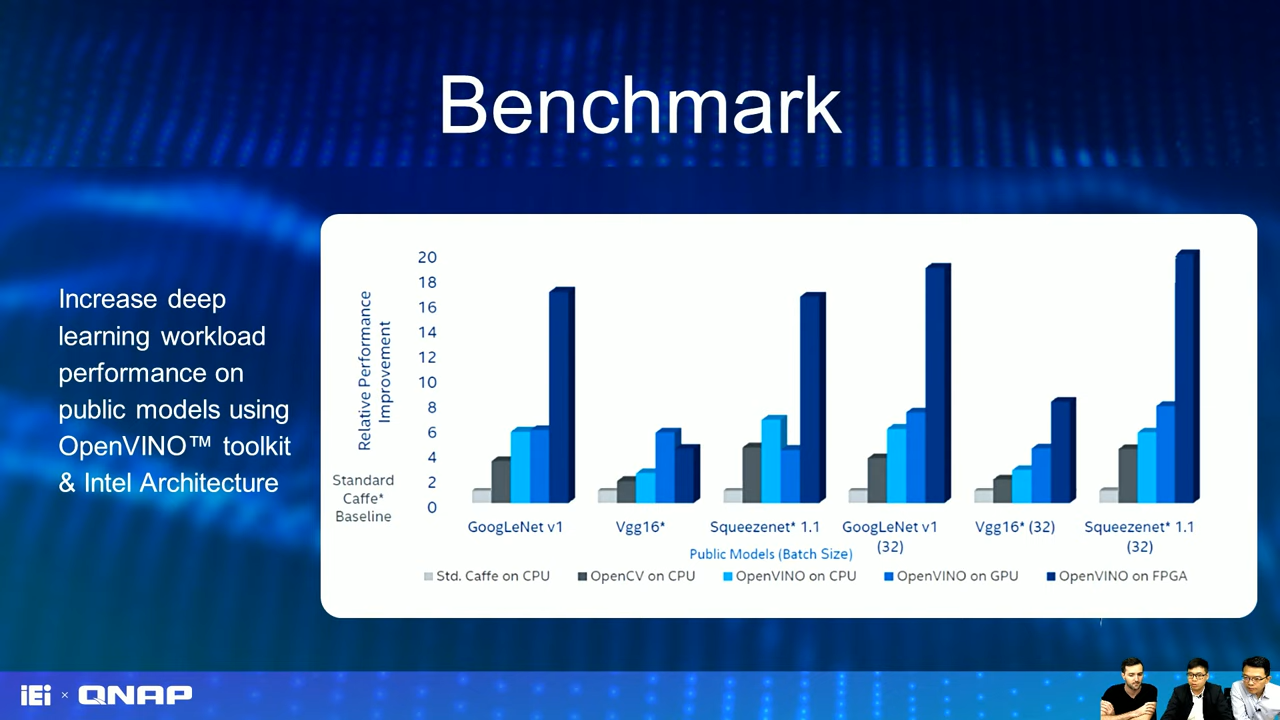 Benchmark
Increase deep
learning workload
performance on
public models using
OpenVINO™ toolkit
& Intel Architecture
Relative Performance
Improvement
20
18
16
14
12
10
8
6
4
2
0
Standard
Caffe*
Baseline
GoogLeNet v1
Vgg16*
Squeezenet* 1.1
GoogLeNet v1
(32)
Vgg16* (32)
Squeezenet* 1.1
(32)
Public Models (Batch Size)
Std. Caffe on CPU
OpenCV on CPU
OpenVINO on CPU
OpenVINO on GPU
OpenVINO on FPGA
iEi × QNAP